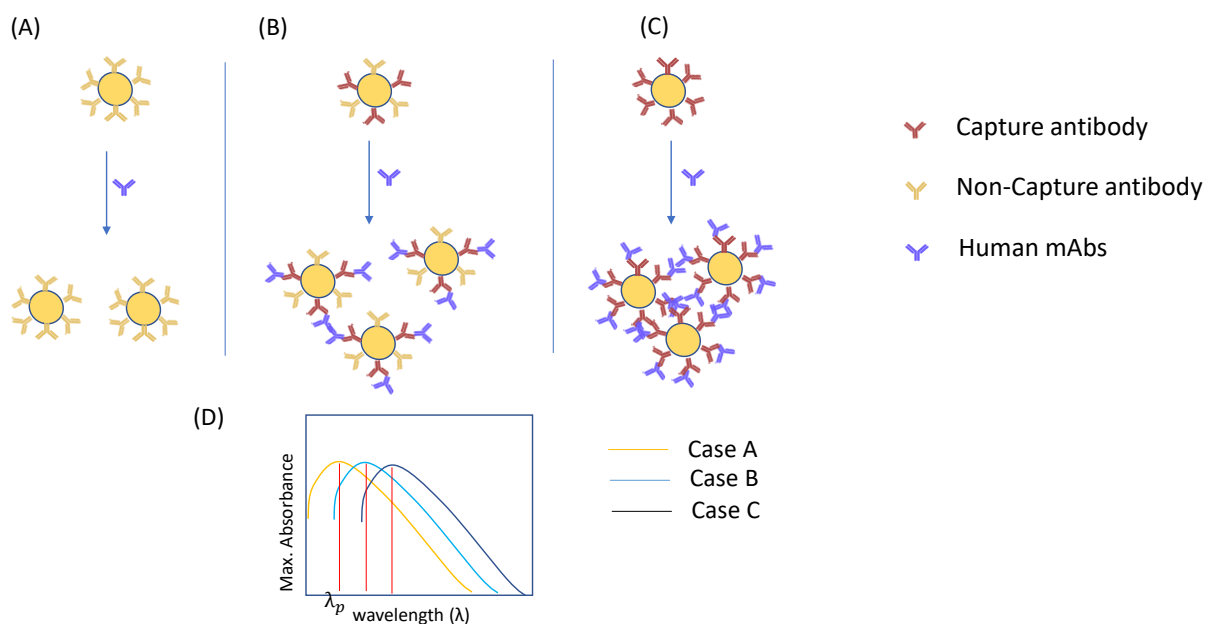 (A)
(B)
(C)
Capture antibody
Non-Capture antibody
Human mAbs
(D)
Max. Absorbance
λp
wavelength (λ)
Case A
Case B
Case C